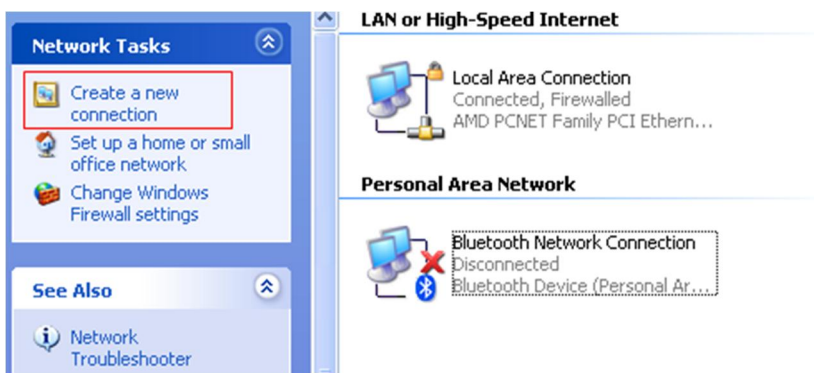 Network Tasks
Create a new
connection
Set up a home or small
office network
Change Windows
Firewall settings
See Also
Network
Troubleshooter
LAN or High-Speed Internet
Local Area Connection
Connected, Firewalled
AMD PCNET Family PCI Ethern...
Personal Area Network
Bluetooth Network Connection
Disconnected
Bluetooth Device (Personal Ar...